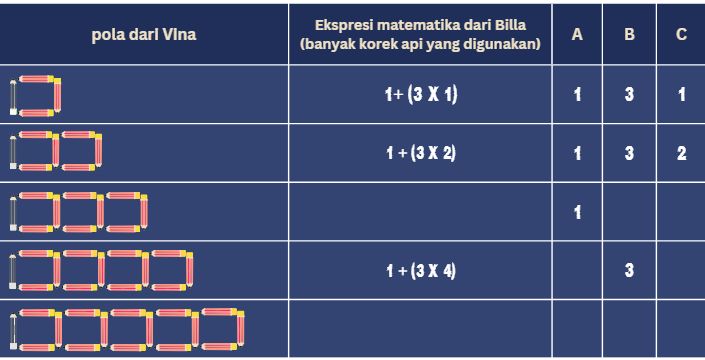 pola dari Vina
Ekspresi matematika dari Billa
(banyak korek api yang digunakan)
A
B
C
1+ (3 X 1)
1
3
1
1 + (3 X 2)
1
3
2
1
1 + (3 X 4)
3